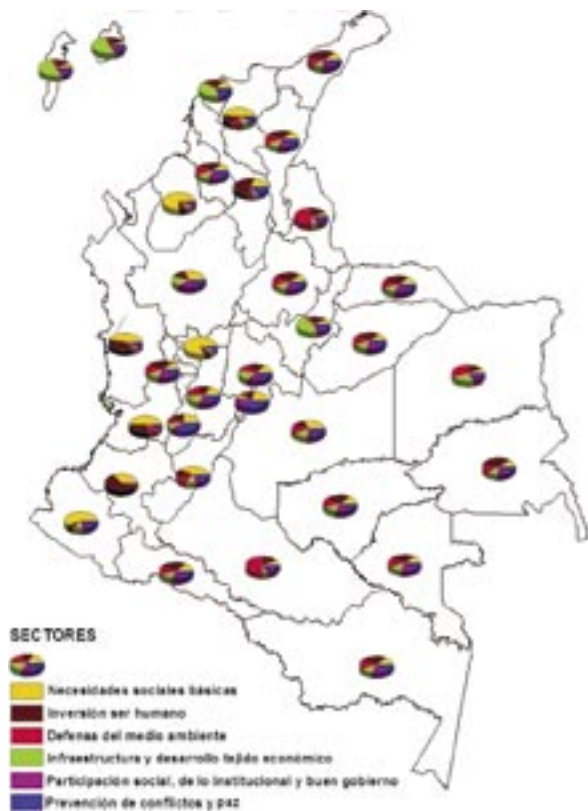 SECTORES
Necesidades sociales básicas
Inversión ser humano
Defensa del medio ambiente
Infraestructura y desarrollo tejido económico
Participación social, de lo institucional y buen gobierno
Prevención de conflictos y paz